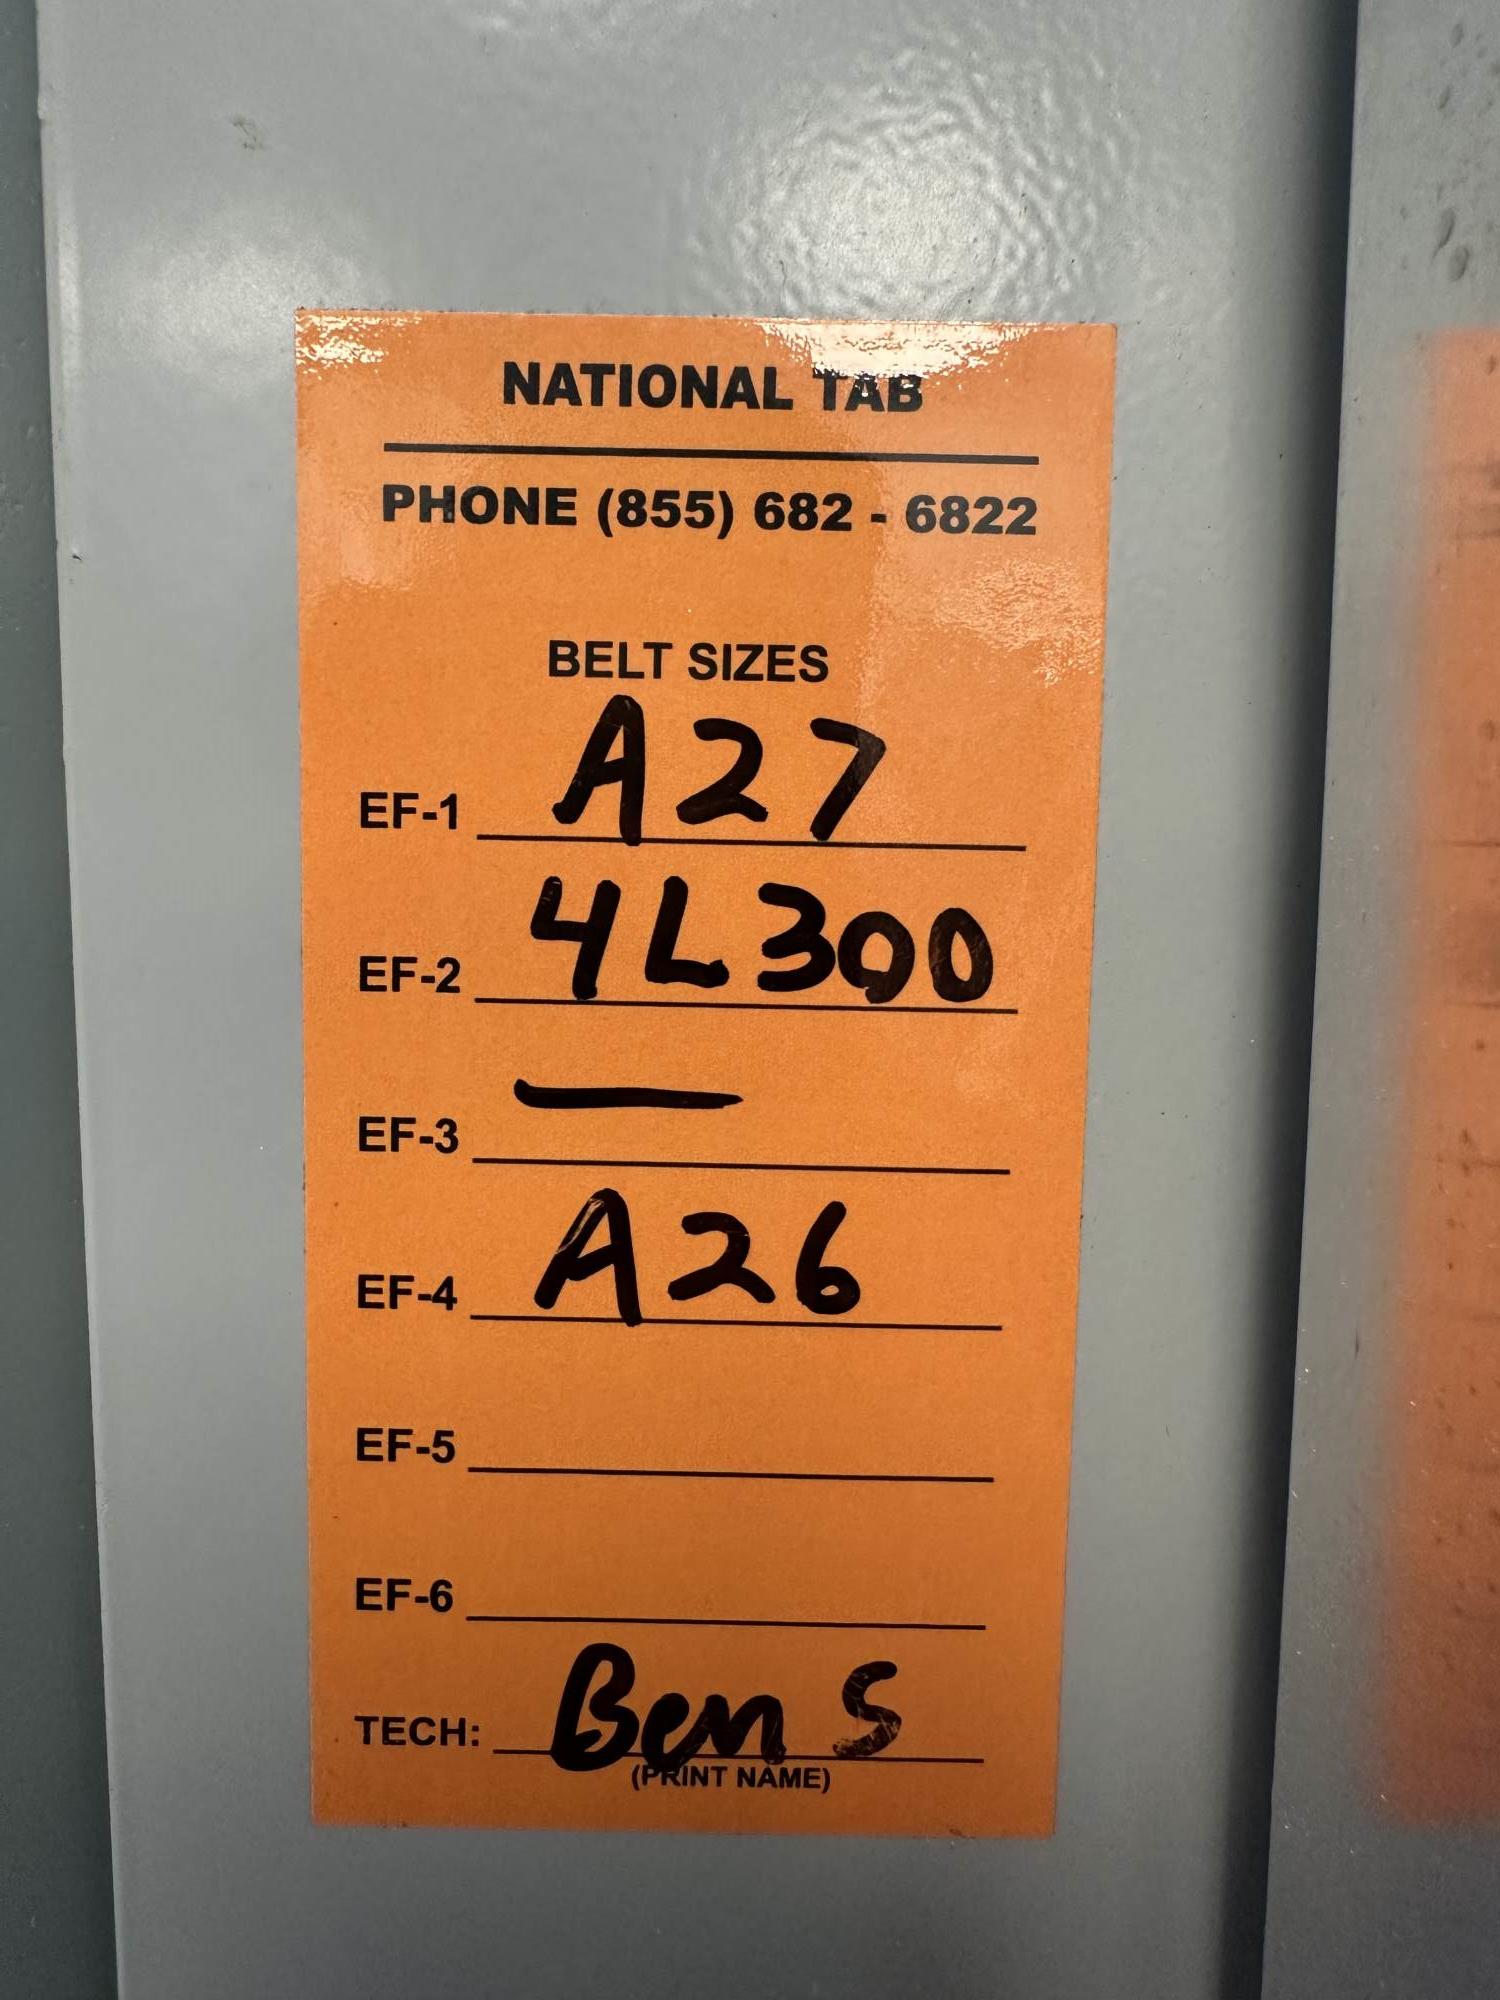 NATIONAL TAB
PHONE (855) 682 - 6822
BELT SIZES
EF-1 A27
EF-2 4L300
EF-3 —
EF-4 A26
EF-5
EF-6
TECH: Ben S
(PRINT NAME)